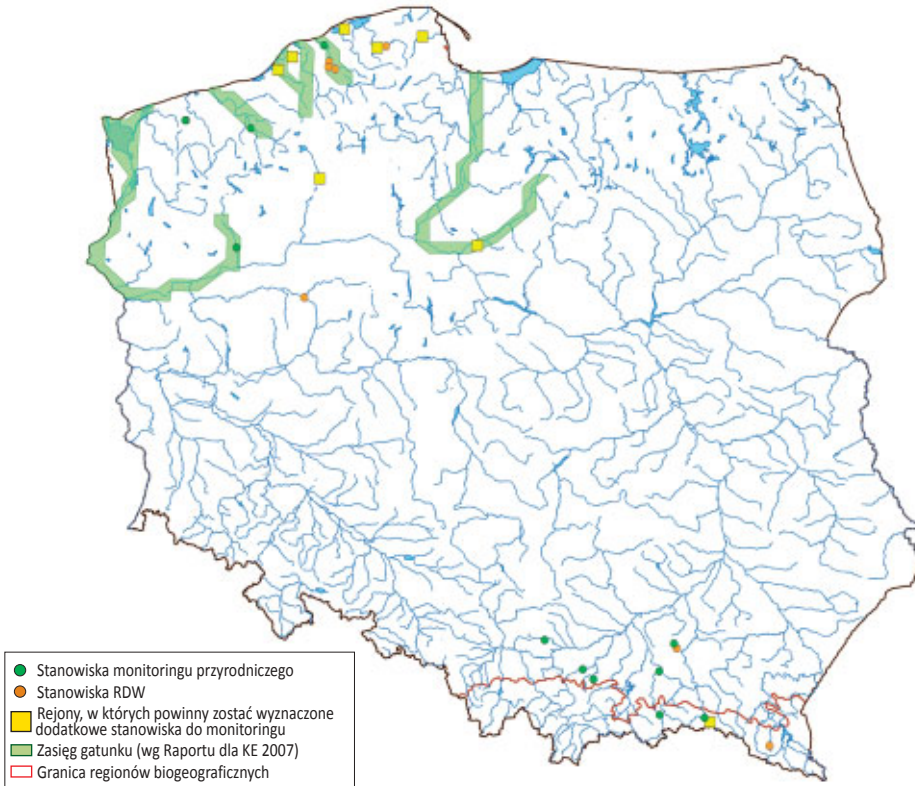 Stanowiska monitoringu przyrodniczego
Stanowiska RDW
Rejony, w których powinny zostać wyznaczone
dodatkowe stanowiska do monitoringu
Zasięg gatunku (wg Raportu dla KE 2007)
Granica regionów biogeograficznych